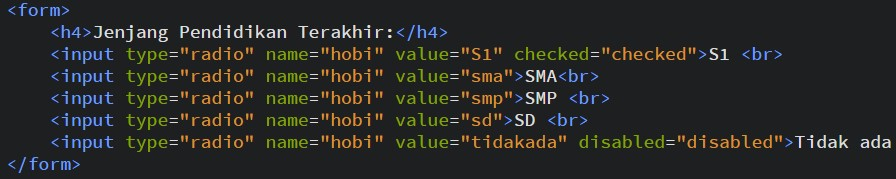 <form>
<h4>Jenjang Pendidikan Terakhir:</h4>
<input type="radio" name="hobi" value="S1" checked="checked">S1 <br>
<input type="radio" name="hobi" value="sma">SMA<br>
<input type="radio" name="hobi" value="smp">SMP <br>
<input type="radio" name="hobi" value="sd">SD <br>
<input type="radio" name="hobi" value="tidakada" disabled="disabled">Tidak ada
</form>